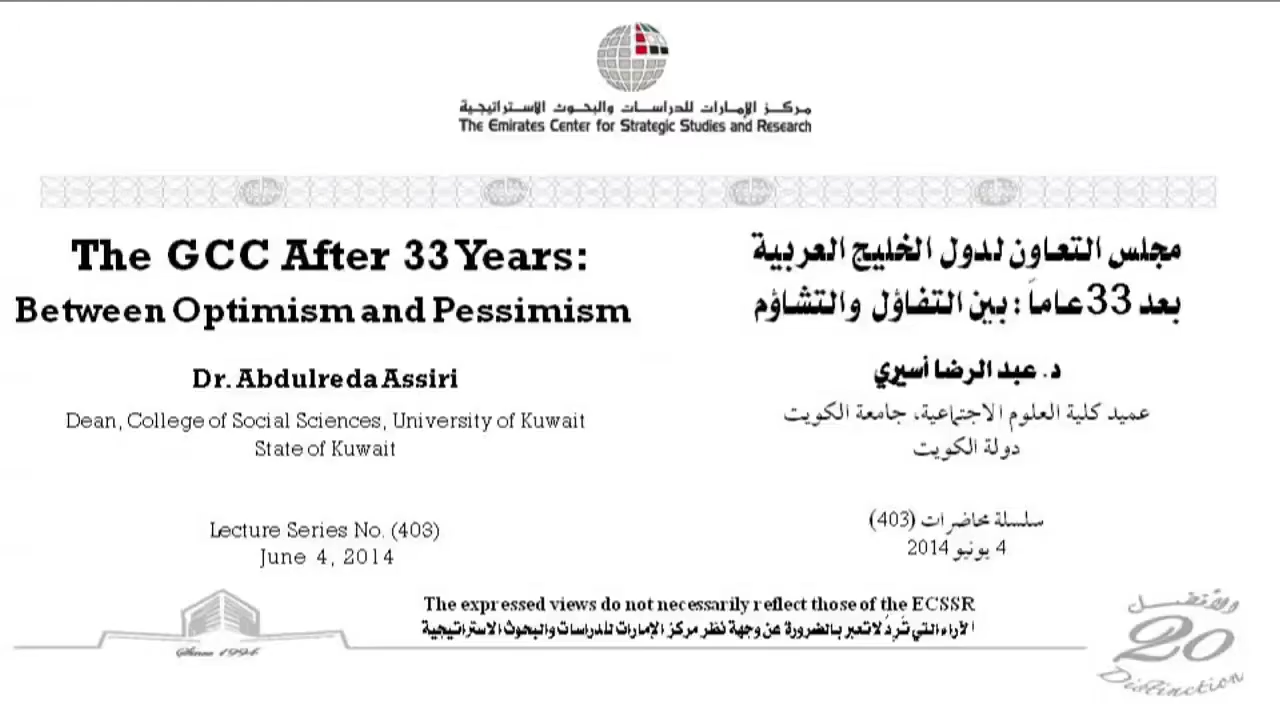 مركز الإمارات للدراسات والبحوث الاستراتيجية
The Emirates Center for Strategic Studies and Research
The GCC After 33 Years:
Between Optimism and Pessimism
Dr. Abdulreda Assiri
Dean, College of Social Sciences, University of Kuwait
State of Kuwait
Lecture Series No. (403)
June 4, 2014
مجلس التعاون لدول الخليج العربية
بعد 33 عاماً : بين التفاؤل والتشاؤم
د. عبد الرضا أسيري
عميد كلية العلوم الاجتماعية، جامعة الكويت
دولة الكويت
سلسلة محاضرات (403)
4 يونيو 2014
The expressed views do not necessarily reflect those of the ECSSR
الآراء التي تَرِدُ لا تعبر بالضرورة عن وجهة نظر مركز الإمارات للدراسات والبحوث الاستراتيجية
Since 1994
20
Distinction